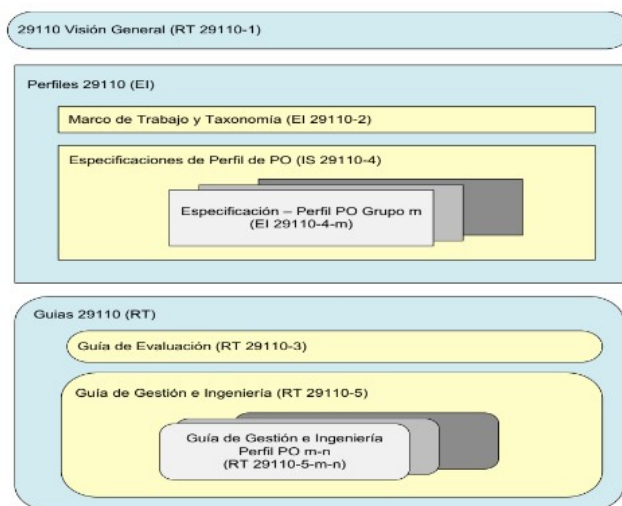 29110 Visión General (RT 29110-1)
Perfiles 29110 (EI)
Marco de Trabajo y Taxonomía (EI 29110-2)
Especificaciones de Perfil de PO (IS 29110-4)
Especificación – Perfil PO Grupo m
(EI 29110-4-m)
Guías 29110 (RT)
Guía de Evaluación (RT 29110-3)
Guía de Gestión e Ingeniería (RT 29110-5)
Guía de Gestión e Ingeniería
Perfil PO m-n
(RT 29110-5-m-n)